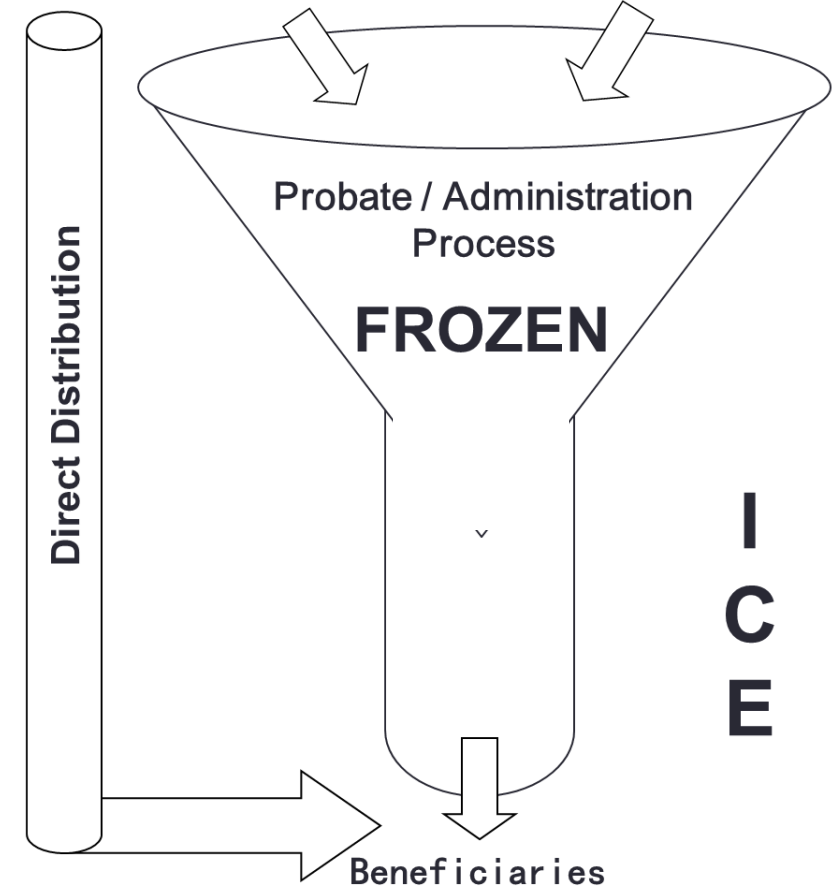 Direct Distribution
Probate / Administration
Process
FROZEN
I
C
E
Beneficiaries